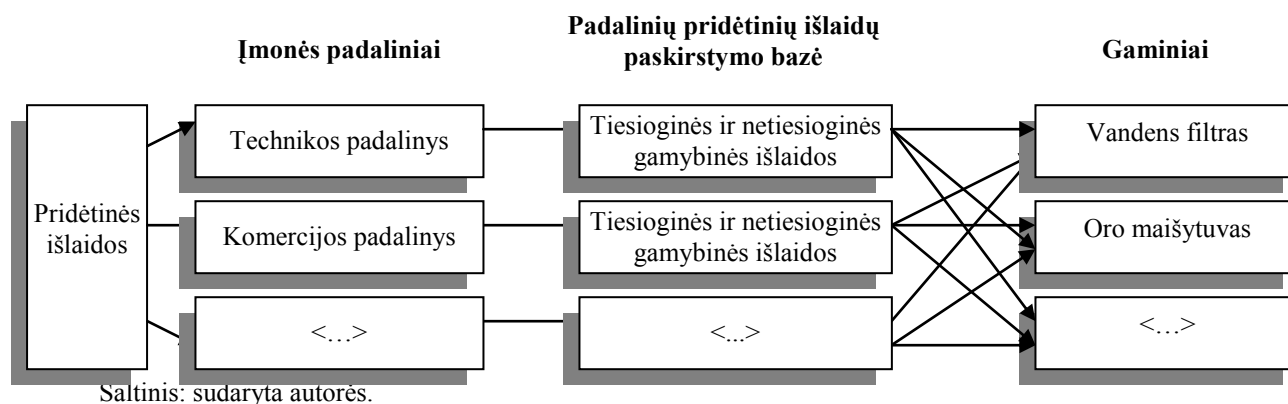 Įmonės padaliniai
Padalinių pridėtinių išlaidų
paskirstymo bazė
Gaminiai
Pridėtinės
išlaidos
Technikos padalinys
Tiesioginės ir netiesioginės
gamybinės išlaidos
Vandens filtras
Komercijos padalinys
Tiesioginės ir netiesioginės
gamybinės išlaidos
Oro maišytuvas
<…>
<...>
<…>
Šaltinis: sudaryta autorės.